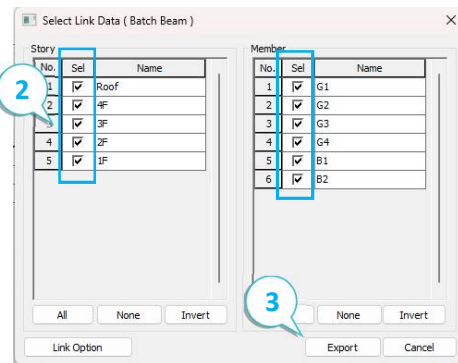 Select Link Data ( Batch Beam )
Story
No. Sel Name
1 Roof
2 4F
3 3F
4 2F
5 1F
All None Invert
Member
No. Sel Name
1 G1
2 G2
3 G3
4 G4
5 B1
6 B2
None Invert
2
3
Link Option Export Cancel